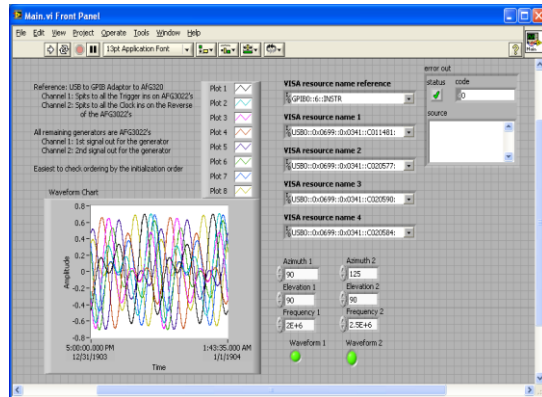 Main.vi Front Panel
File Edit View Project Operate Tools Window Help
13pt Application Font
Reference: USB to GPIB Adaptor to AFG320
Channel 1: Spits to all the Trigger ins on AFG3022's
Channel 2: Spits to all the Clock ins on the Reverse
of the AFG3022's
All remaining generators are AFG3022's
Channel 1: 1st signal out for the generator
Channel 2: 2nd signal out for the generator
Easiest to check ordering by the initialization order
Plot 1
Plot 2
Plot 3
Plot 4
Plot 5
Plot 6
Plot 7
Plot 8
Waveform Chart
Amplitude
0.8
0.6
0.4
0.2
0
-0.2
-0.4
-0.6
-0.8
5:00:00.000 PM
12/31/1903
1:43:35.000 AM
1/1/1904
Time
VISA resource name reference
GPIB0::6::INSTR
VISA resource name 1
USB0::0x0699::0x0341::C011481:
VISA resource name 2
USB0::0x0699::0x0341::C020577:
VISA resource name 3
USB0::0x0699::0x0341::C020590:
VISA resource name 4
USB0::0x0699::0x0341::C020584:
Azimuth 1
90
Azimuth 2
125
Elevation 1
90
Elevation 2
90
Frequency 1
2E+6
Frequency 2
2.5E+6
Waveform 1
Waveform 2
error out
status
code
0
source